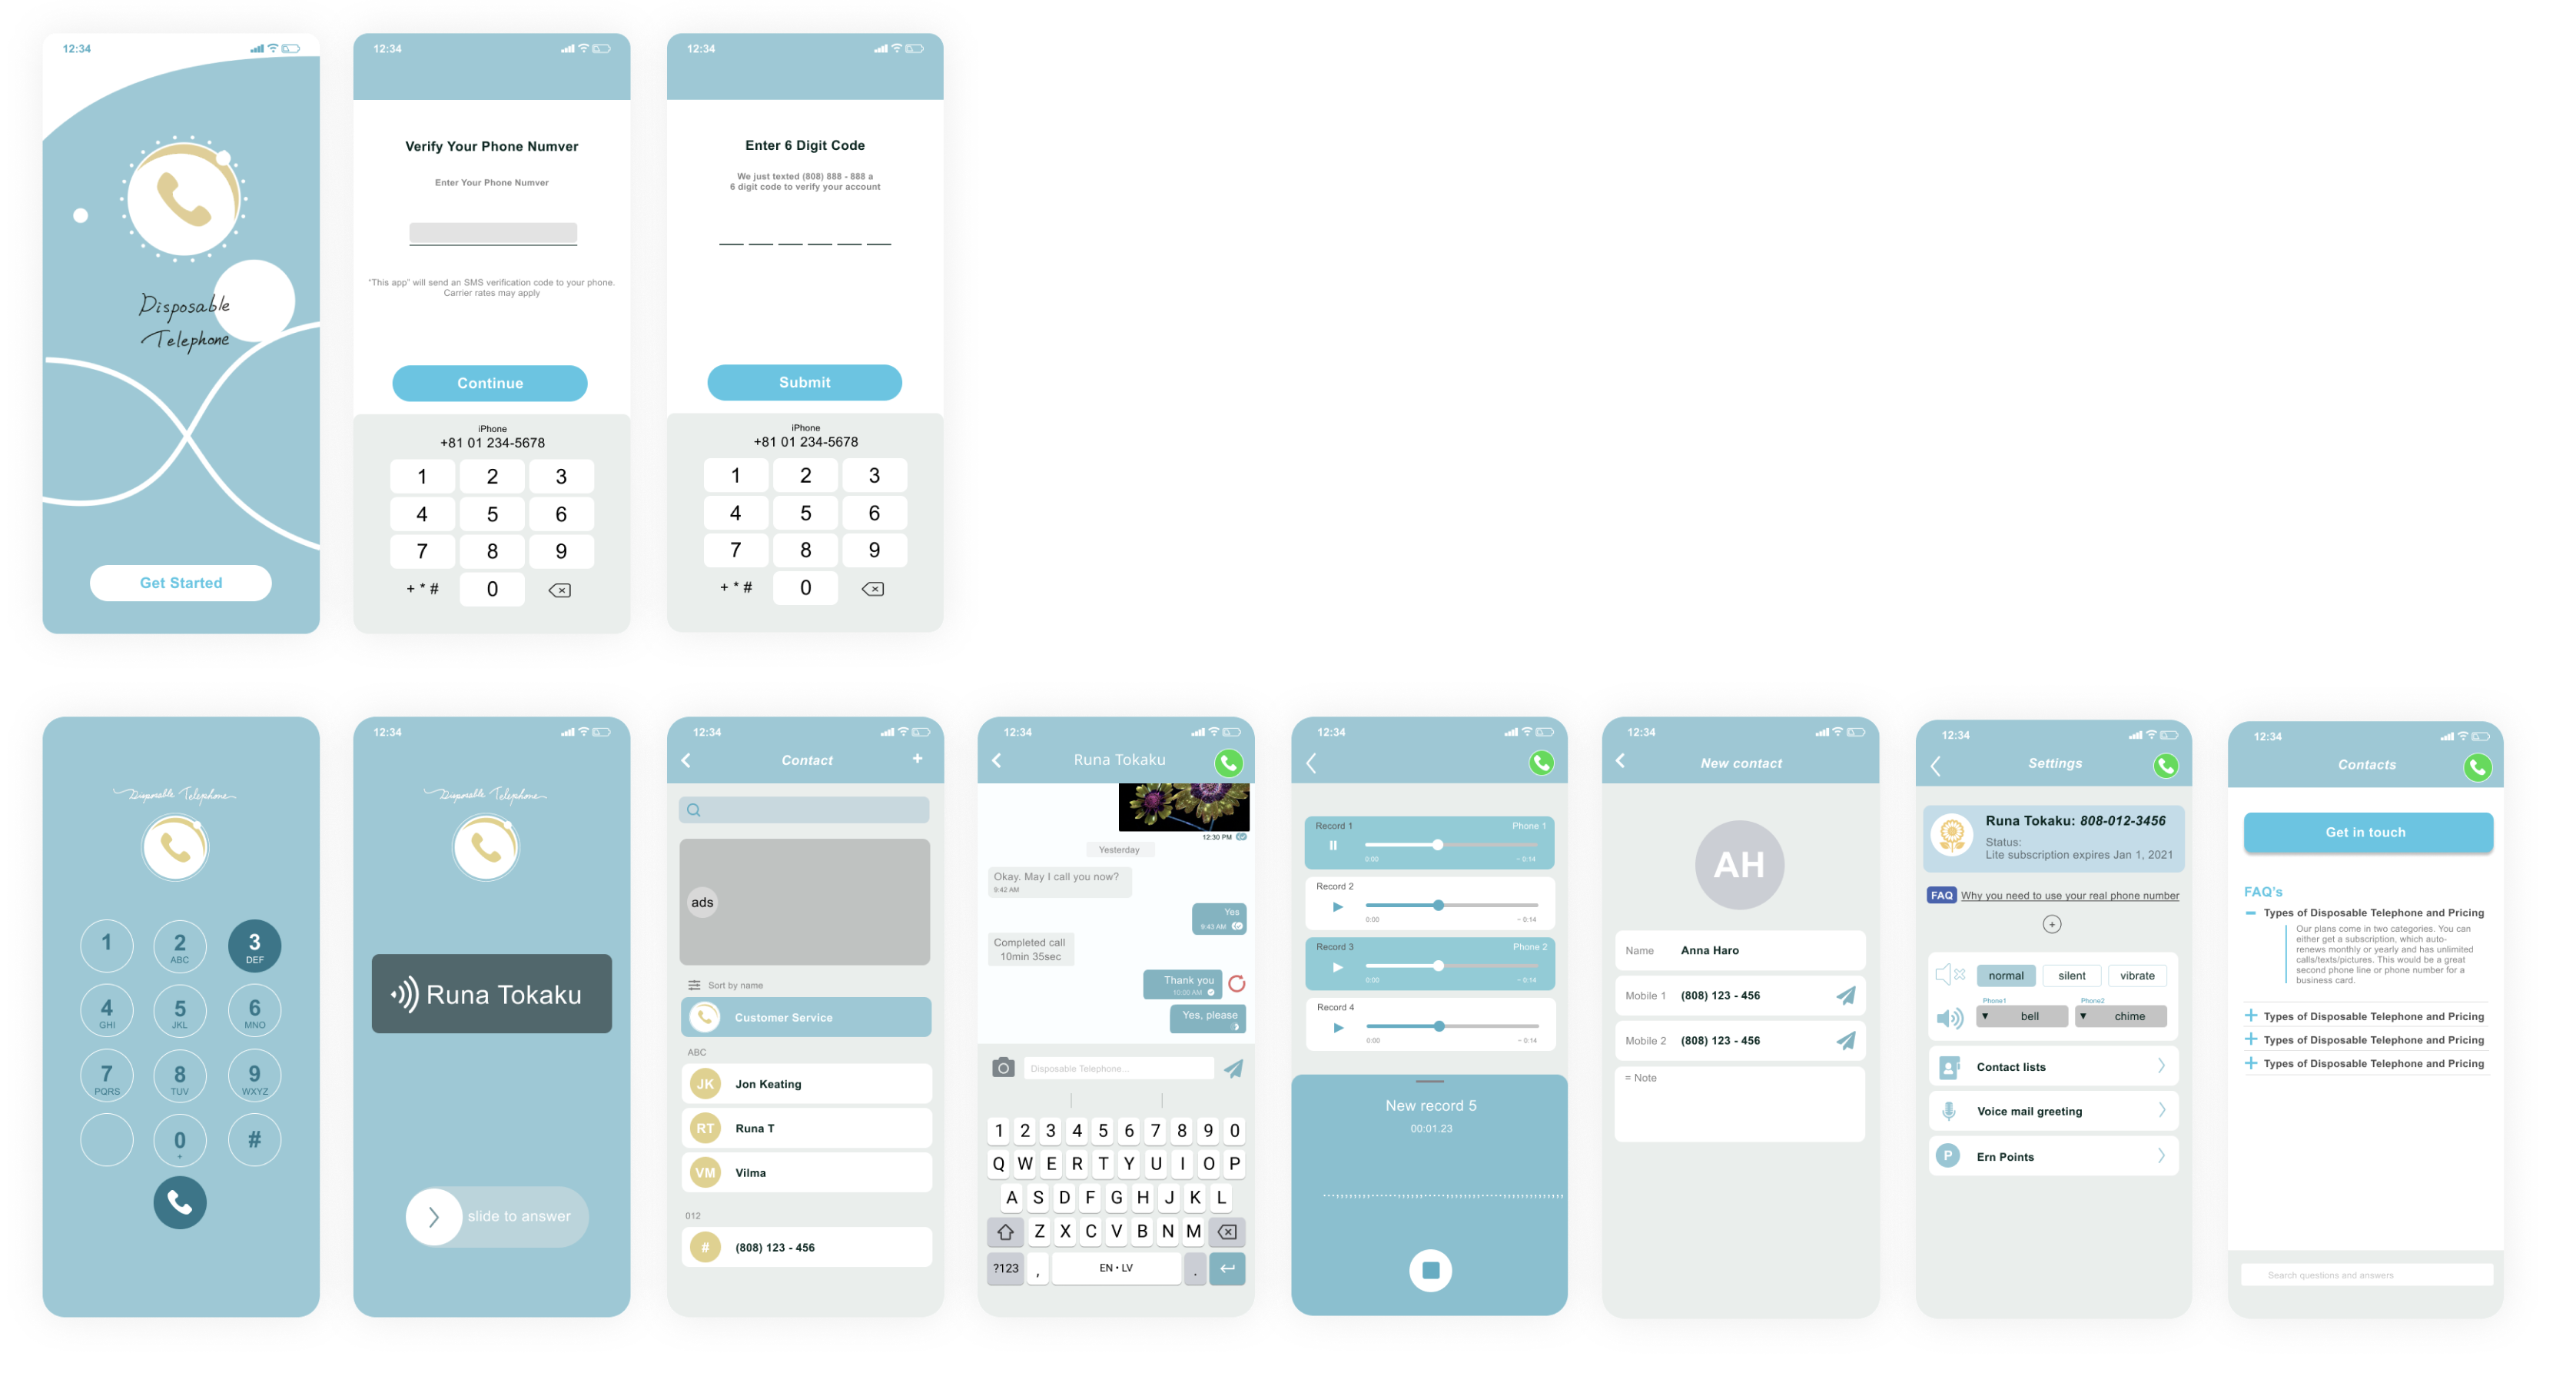 12:34
Disposable
Telephone
Get Started
12:34
Verify Your Phone Numver
Enter Your Phone Numver
"This app" will send an SMS verification code to your phone.
Carrier rates may apply
Continue
iPhone
+81 01 234-5678
1 2 3
4 5 6
7 8 9
+ * # 0
12:34
Enter 6 Digit Code
We just texted (808) 888 - 888 a
6 digit code to verify your account
Submit
iPhone
+81 01 234-5678
1 2 3
4 5 6
7 8 9
+ * # 0
Disposable Telephone
1 2 3
ABC DEF
4 5 6
GHI JKL MNO
7 8 9
PQRS TUV WXYZ
0 #
+
12:34
Disposable Telephone
Runa Tokaku
slide to answer
12:34
Contact +
ads
Sort by name
Customer Service
ABC
JK Jon Keating
RT Runa T
VM Vilma
012
# (808) 123 - 456
12:34
Runa Tokaku
12:30 PM
Yesterday
Okay. May I call you now?
9:42 AM
Yes
9:43 AM
Completed call
10min 35sec
Thank you
10:00 AM
Yes, please
Disposable Telephone...
1 2 3 4 5 6 7 8 9 0
Q W E R T Y U I O P
A S D F G H J K L
Z X C V B N M
?123 , EN • LV .
12:34
Record 1 Phone 1
0:00 - 0:14
Record 2
0:00 - 0:14
Record 3 Phone 2
0:00 - 0:14
Record 4
0:00 - 0:14
New record 5
00:01.23
12:34
New contact
AH
Name Anna Haro
Mobile 1 (808) 123 - 456
Mobile 2 (808) 123 - 456
= Note
12:34
Settings
Runa Tokaku: 808-012-3456
Status:
Lite subscription expires Jan 1, 2021
FAQ Why you need to use your real phone number
+
normal silent vibrate
Phone1 Phone2
bell chime
Contact lists
Voice mail greeting
P Ern Points
12:34
Contacts
Get in touch
FAQ's
Types of Disposable Telephone and Pricing
Our plans come in two categories. You can
either get a subscription, which auto-
renews monthly or yearly and has unlimited
calls/texts/pictures. This would be a great
second phone line or phone number for a
business card.
+ Types of Disposable Telephone and Pricing
+ Types of Disposable Telephone and Pricing
+ Types of Disposable Telephone and Pricing
Search questions and answers